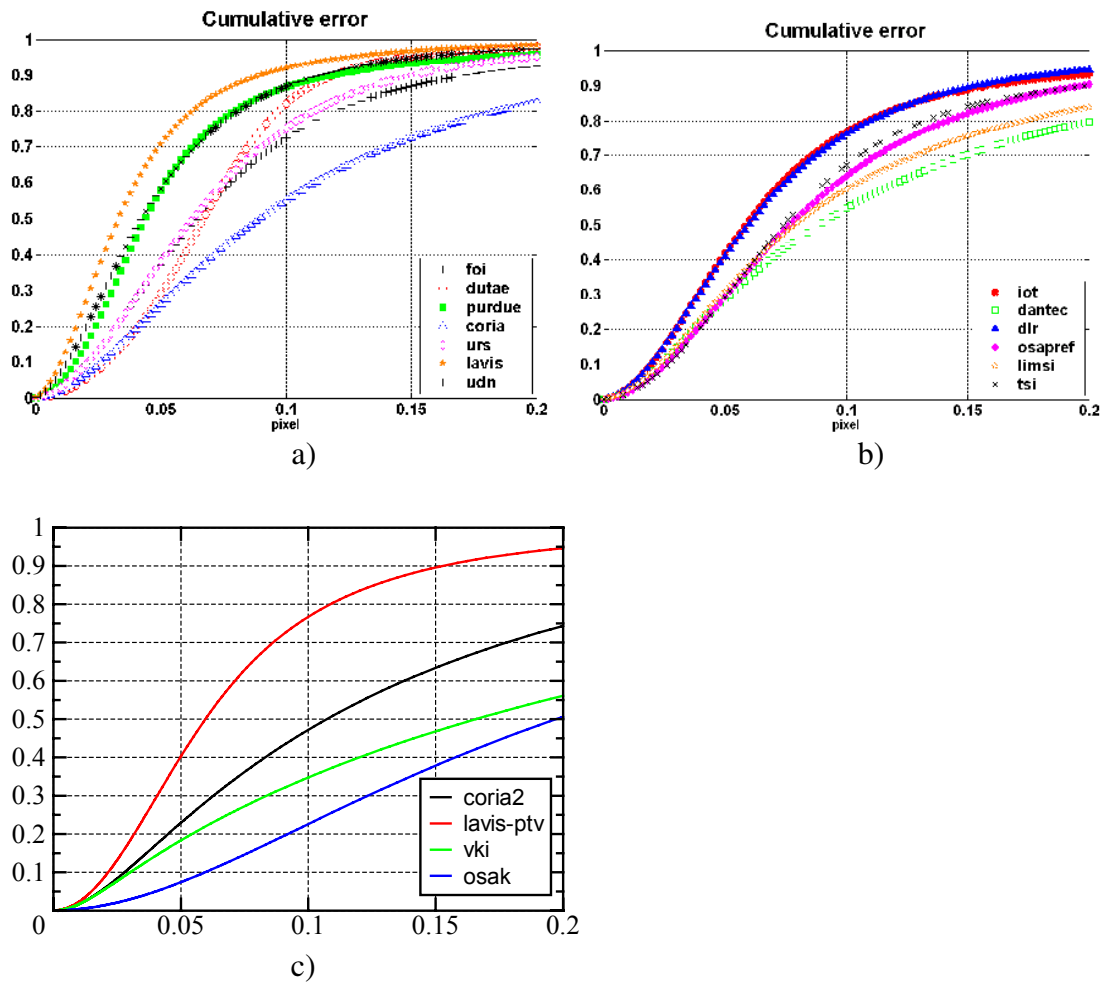 Cumulative error
1
0.9
0.8
0.7
0.6
0.5
0.4
0.3
0.2
0.1
0
0 0.05 0.1 0.15 0.2
pixel
foi
dutae
purdue
coria
urs
lavis
udn
a)
Cumulative error
1
0.9
0.8
0.7
0.6
0.5
0.4
0.3
0.2
0.1
0
0 0.05 0.1 0.15 0.2
pixel
iot
dantec
dlr
osapref
limsi
tsi
b)
1
0.9
0.8
0.7
0.6
0.5
0.4
0.3
0.2
0.1
0 0.05 0.1 0.15 0.2
coria2
lavis-ptv
vki
osak
c)